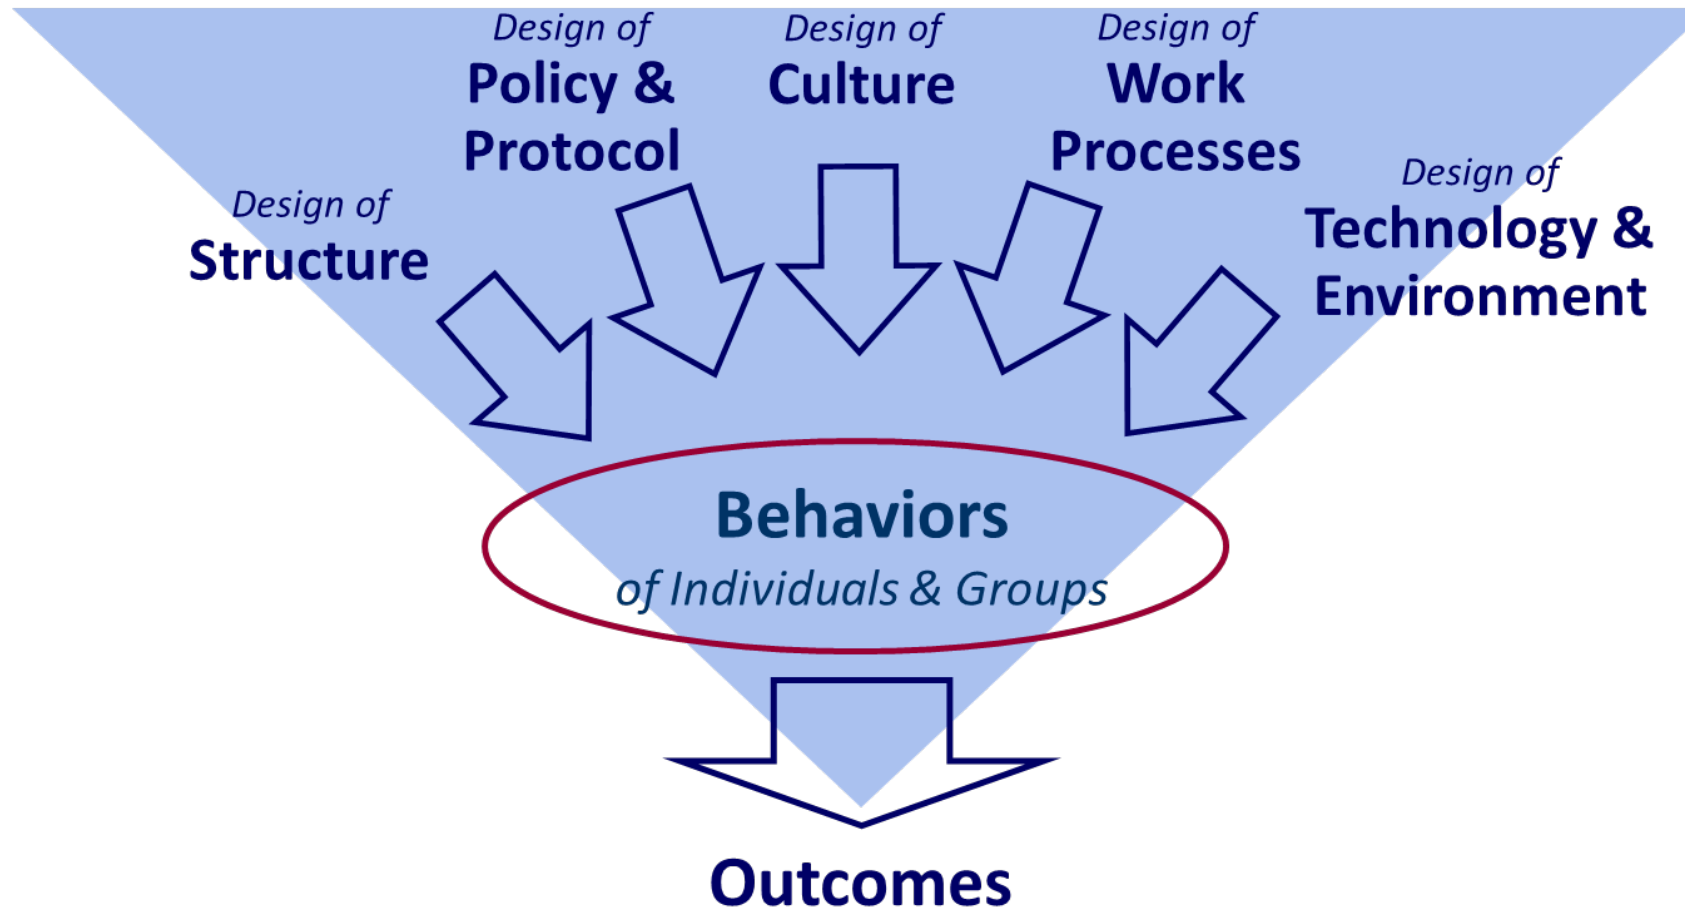 Design of
Structure
Design of
Policy &
Protocol
Design of
Culture
Design of
Work
Processes
Design of
Technology &
Environment
Behaviors
of Individuals & Groups
Outcomes